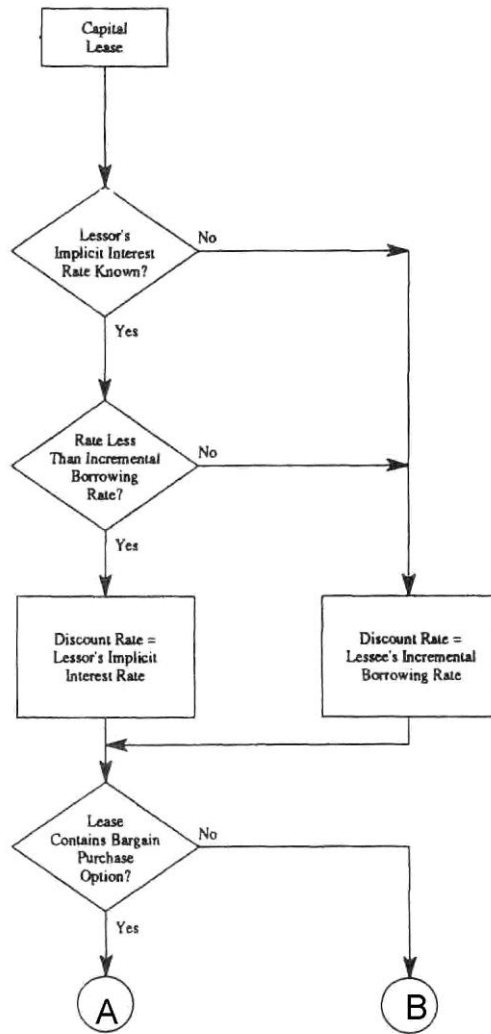 Capital
Lease
Lessor's
Implicit Interest
Rate Known?
No
Yes
Rate Less
Than Incremental
Borrowing
Rate?
No
Yes
Discount Rate =
Lessor's Implicit
Interest Rate
Discount Rate =
Lessee's Incremental
Borrowing Rate
Lease
Contains Bargain
Purchase
Option?
No
Yes
A
B